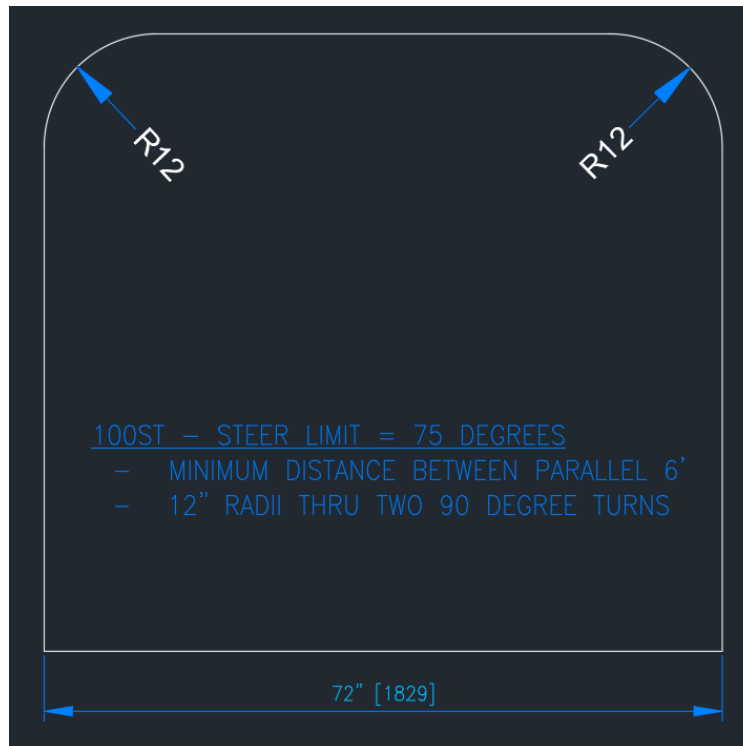 R12
R12
100ST – STEER LIMIT = 75 DEGREES
– MINIMUM DISTANCE BETWEEN PARALLEL 6'
– 12" RADII THRU TWO 90 DEGREE TURNS
72" [1829]